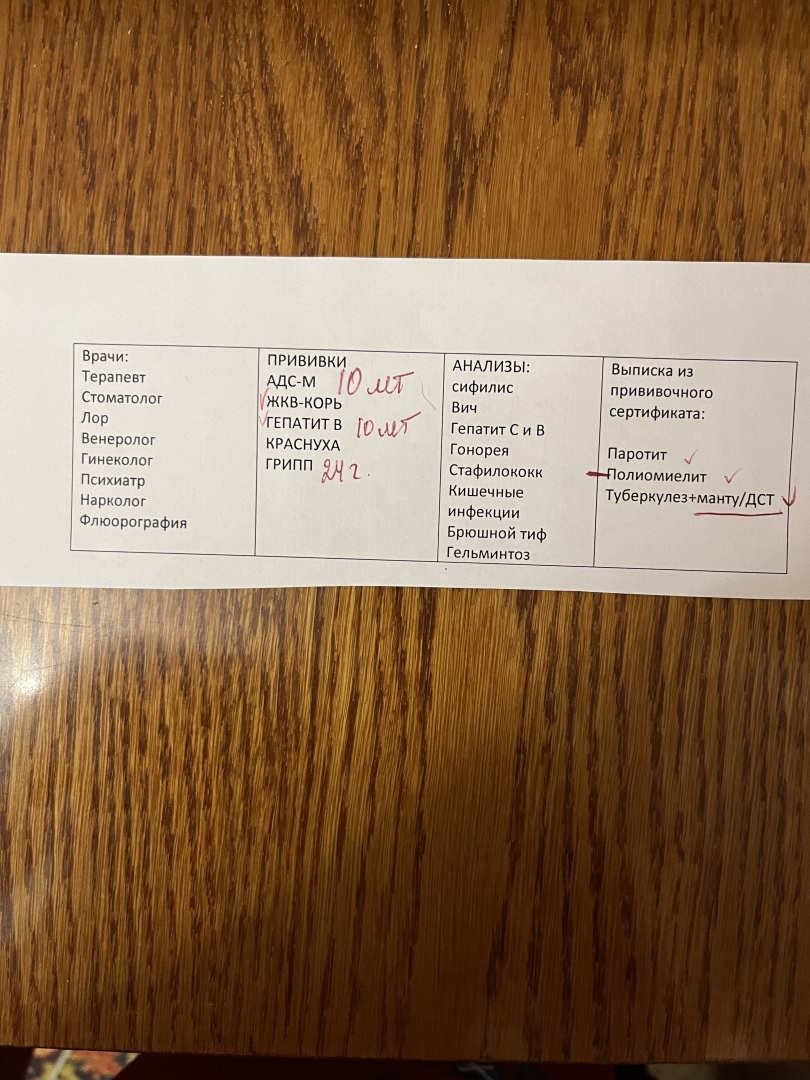 Врачи:
Терапевт
Стоматолог
Лор
Венеролог
Гинеколог
Психиатр
Нарколог
Флюорография
ПРИВИВКИ
АДС-М 10 лет
ЖКВ-КОРЬ
ГЕПАТИТ В 10 лет
КРАСНУХА
ГРИПП 24 г.
АНАЛИЗЫ:
сифилис
Вич
Гепатит С и В
Гонорея
Стафилококк
Кишечные
инфекции
Брюшной тиф
Гельминтоз
Выписка из
прививочного
сертификата:
Паротит
Полиомиелит
Туберкулез+манту/ДСТ